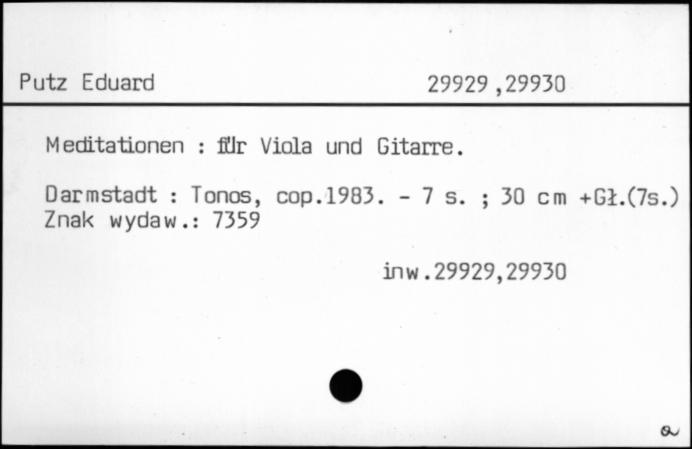 Putz Eduard 29929,29930
Meditationen : für Viola und Gitarre.
Darmstadt : Tonos, cop.1983. - 7 s. ; 30 cm +Gł.(7s.)
Znak wydaw.: 7359
inw.29929,29930